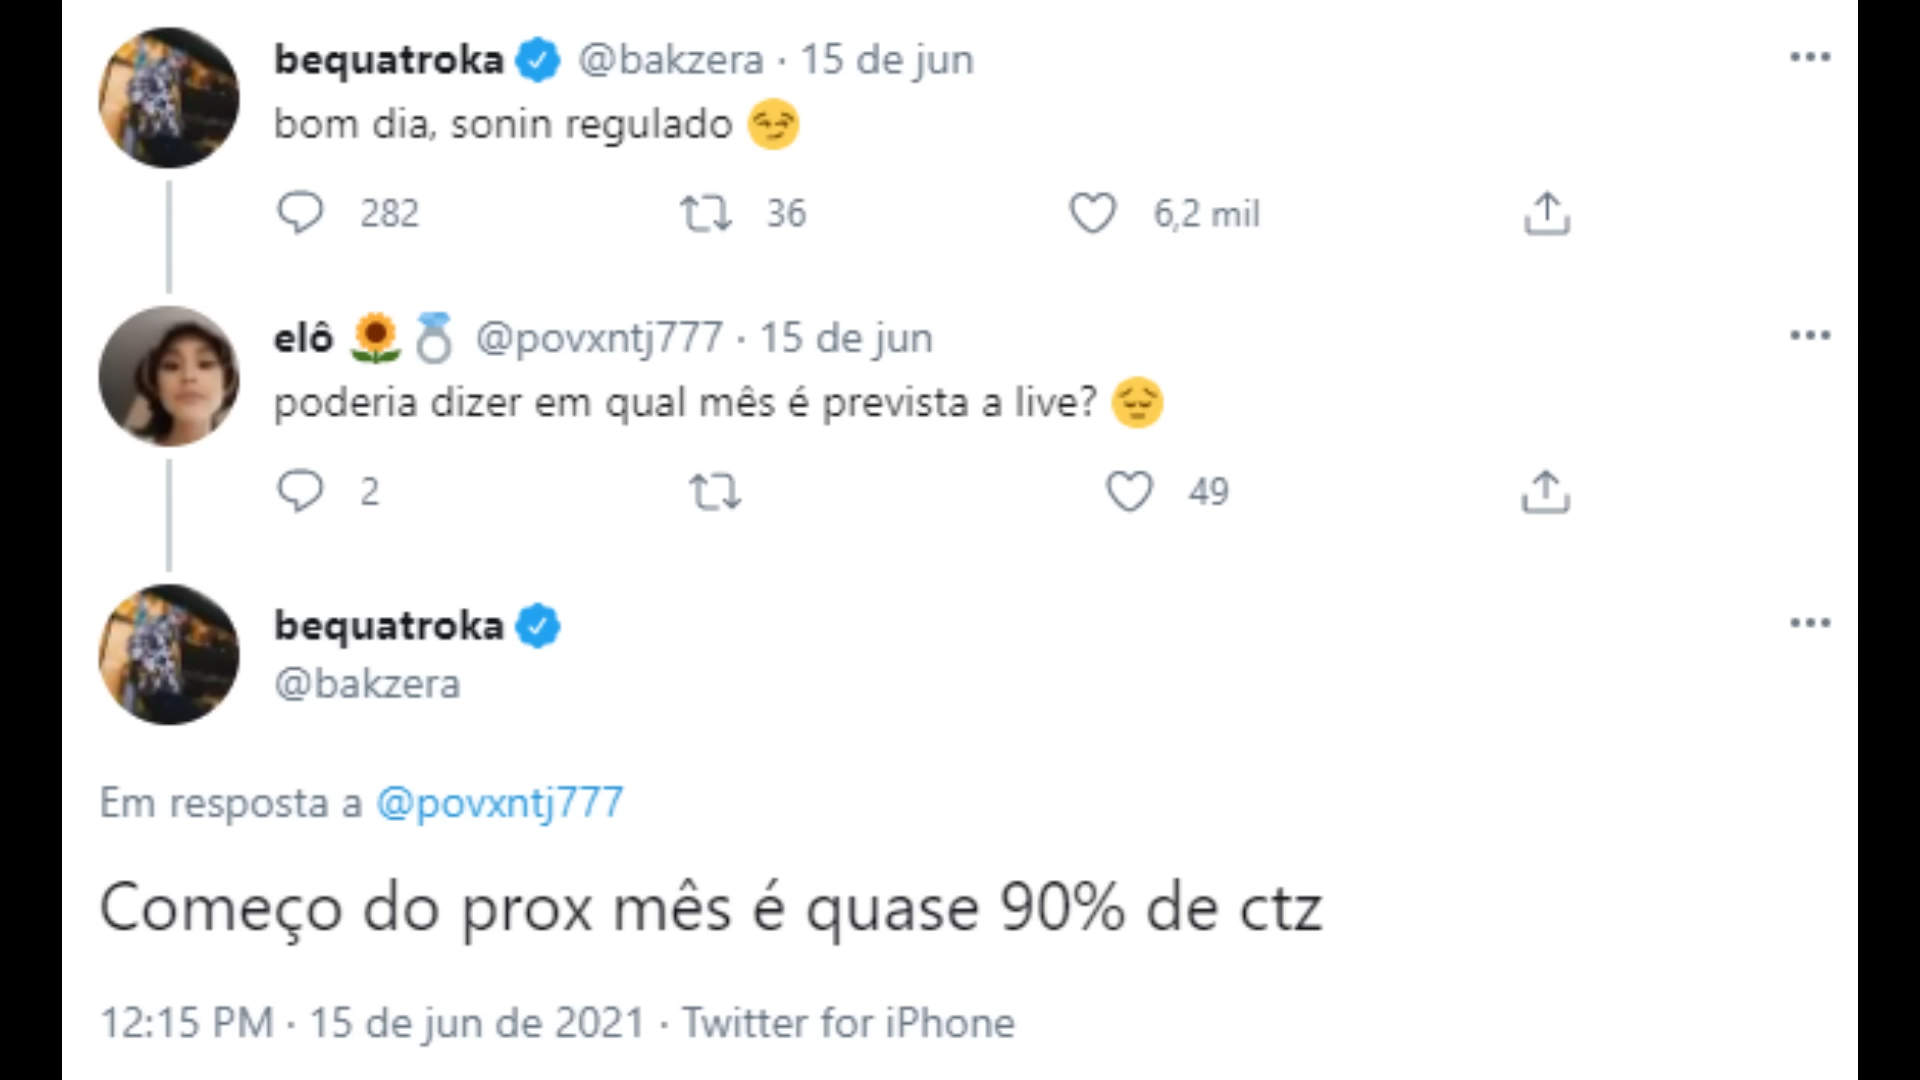 bequatroka @bakzera · 15 de jun
bom dia, sonin regulado 😏
282 36 6,2 mil
elô 🌻💍 @povxntj777 · 15 de jun
poderia dizer em qual mês é prevista a live? 😔
2 49
bequatroka
@bakzera
Em resposta a @povxntj777
Começo do prox mês é quase 90% de ctz
12:15 PM · 15 de jun de 2021 · Twitter for iPhone